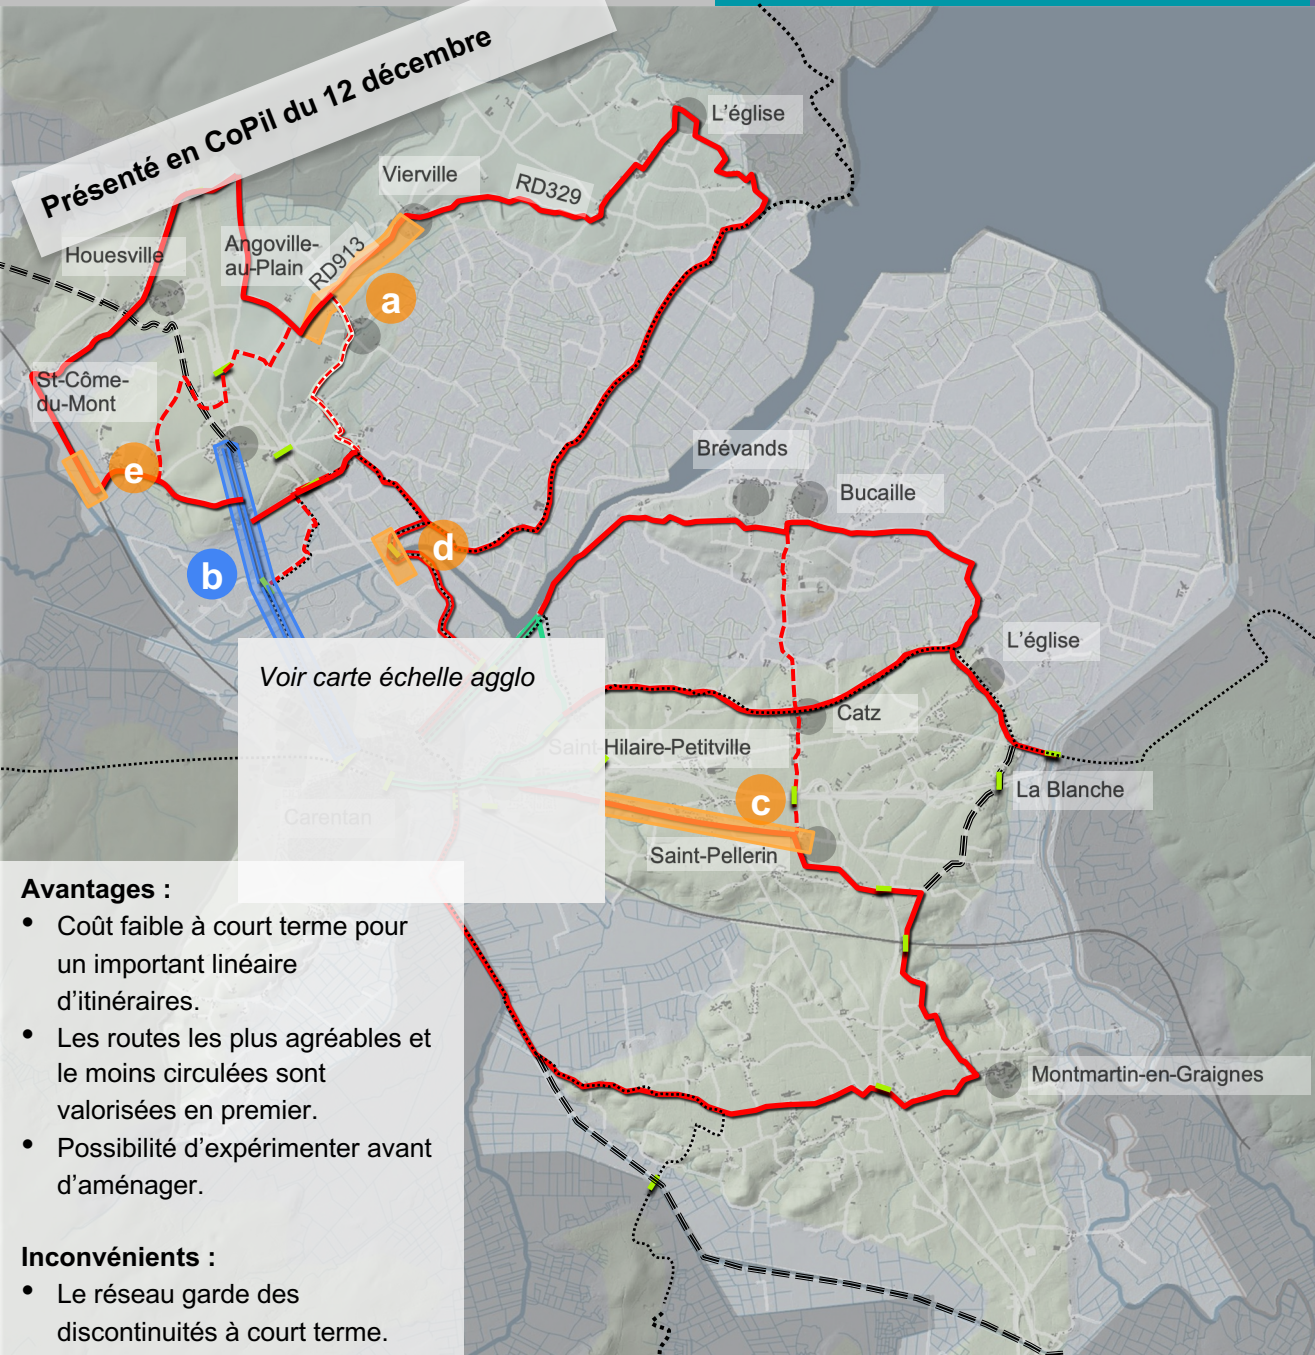 Présenté en CoPil du 12 décembre
L'église
Vierville
RD329
Houesville
Angoville-
au-Plain
RD913
a
St-Côme-
du-Mont
e
Brévands
Bucaille
d
b
Voir carte échelle agglo
L'église
Catz
Saint-Hilaire-Petitville
La Blanche
c
Carentan
Saint-Pellerin
Avantages :
• Coût faible à court terme pour
un important linéaire
d'itinéraires.
• Les routes les plus agréables et
le moins circulées sont
valorisées en premier.
• Possibilité d'expérimenter avant
d'aménager.
Montmartin-en-Graignes
Inconvénients :
• Le réseau garde des
discontinuités à court terme.